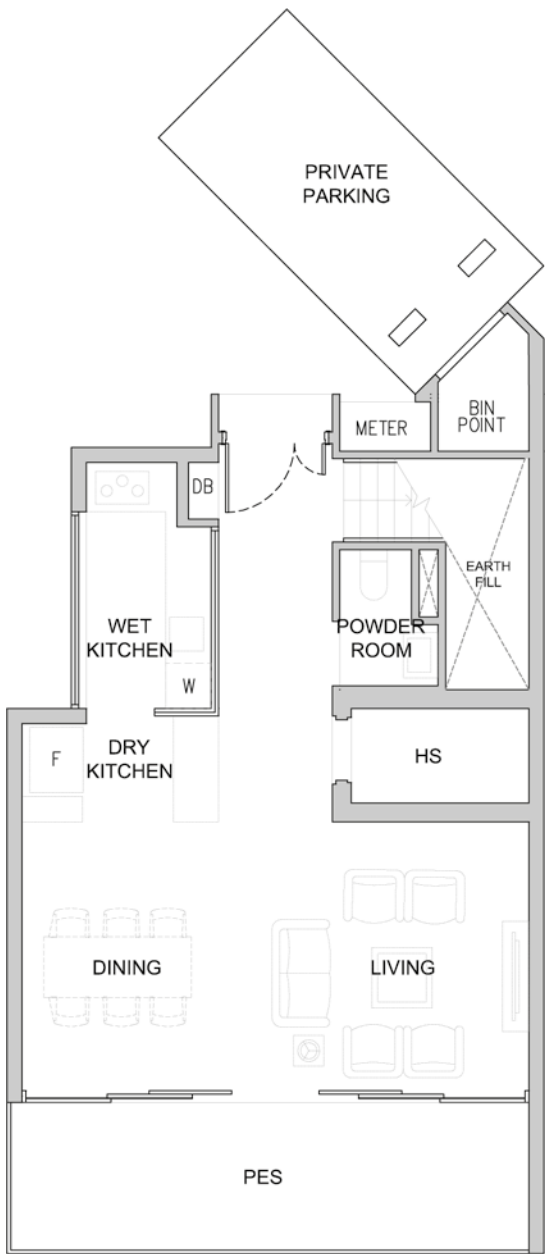 PRIVATE
PARKING
METER
BIN
POINT
DB
EARTH
FILL
WET
KITCHEN
POWDER
ROOM
W
DRY
KITCHEN
F
HS
DINING
LIVING
PES